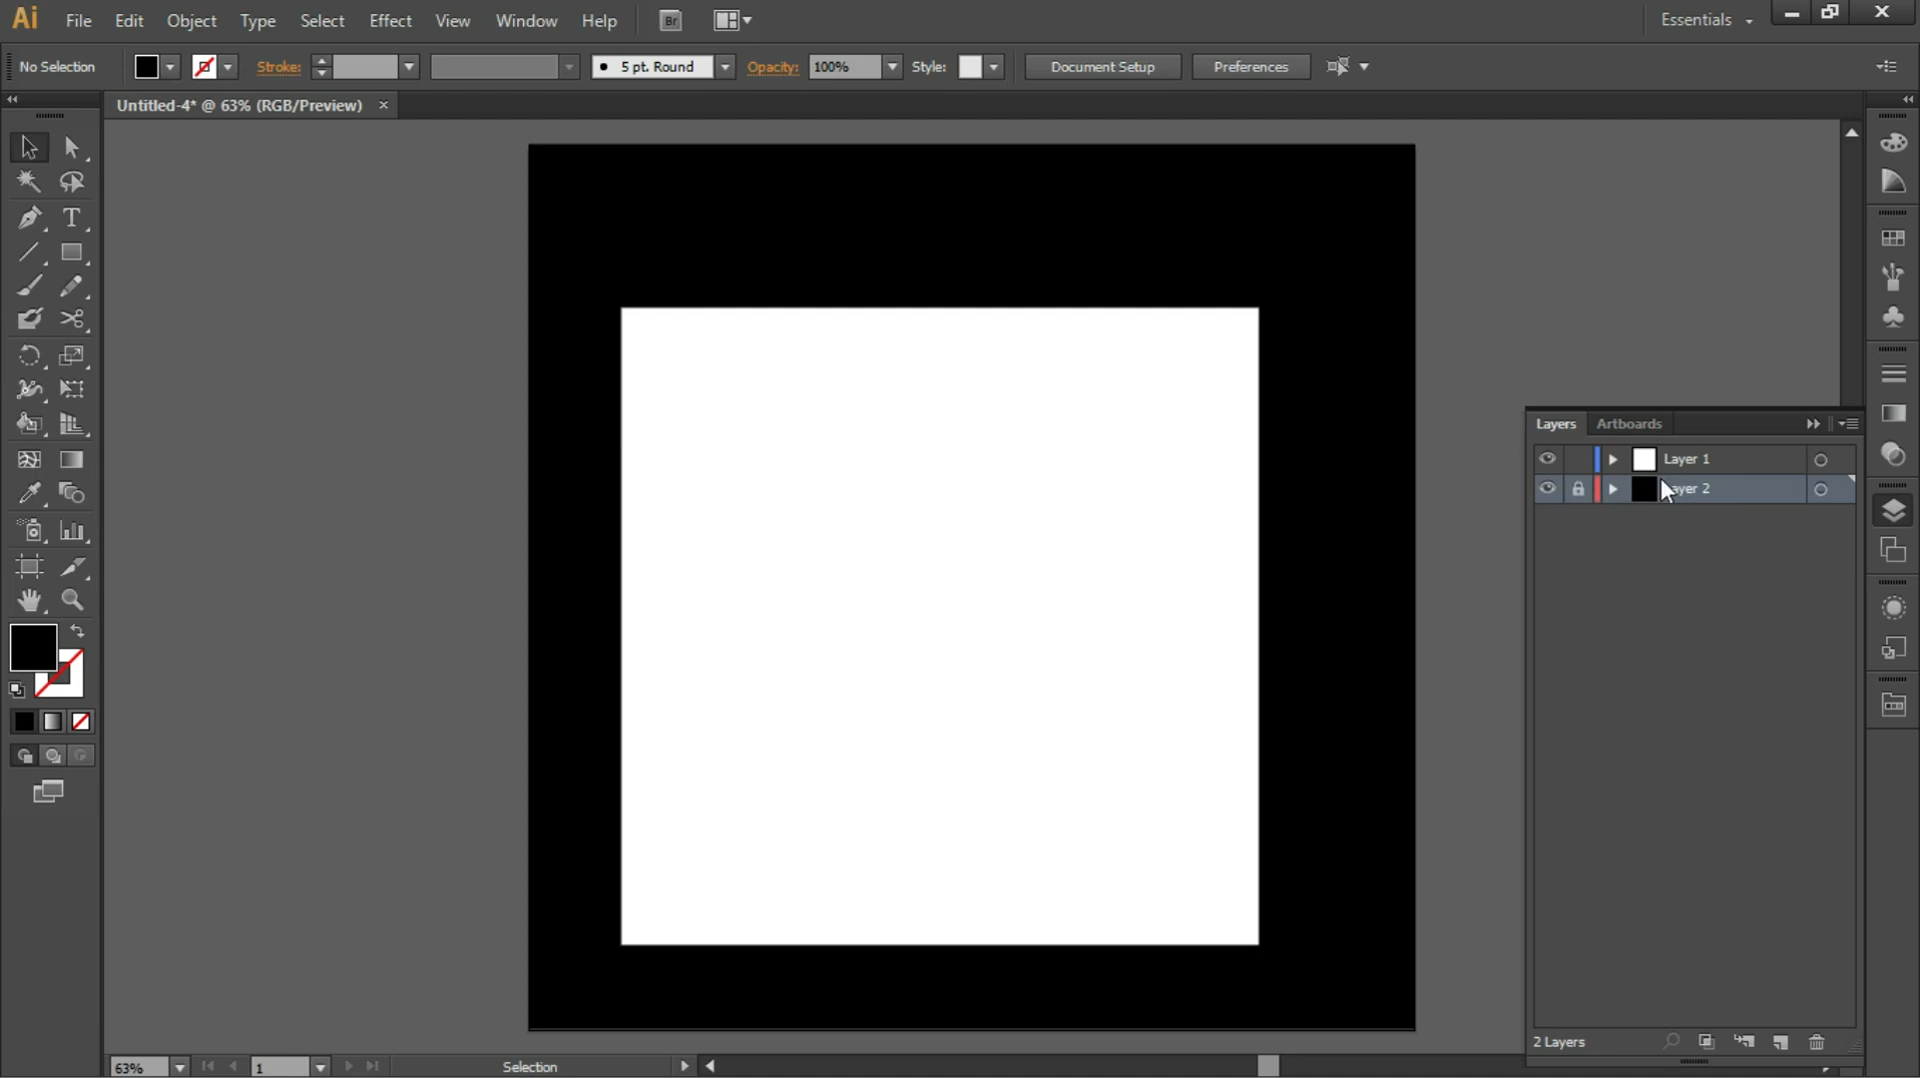 Ai File Edit Object Type Select Effect View Window Help Br Essentials
No Selection Stroke: 5 pt. Round Opacity: 100% Style: Document Setup Preferences
Untitled-4* @ 63% (RGB/Preview)
Layers Artboards
Layer 1
ayer 2
2 Layers
63% 1 Selection